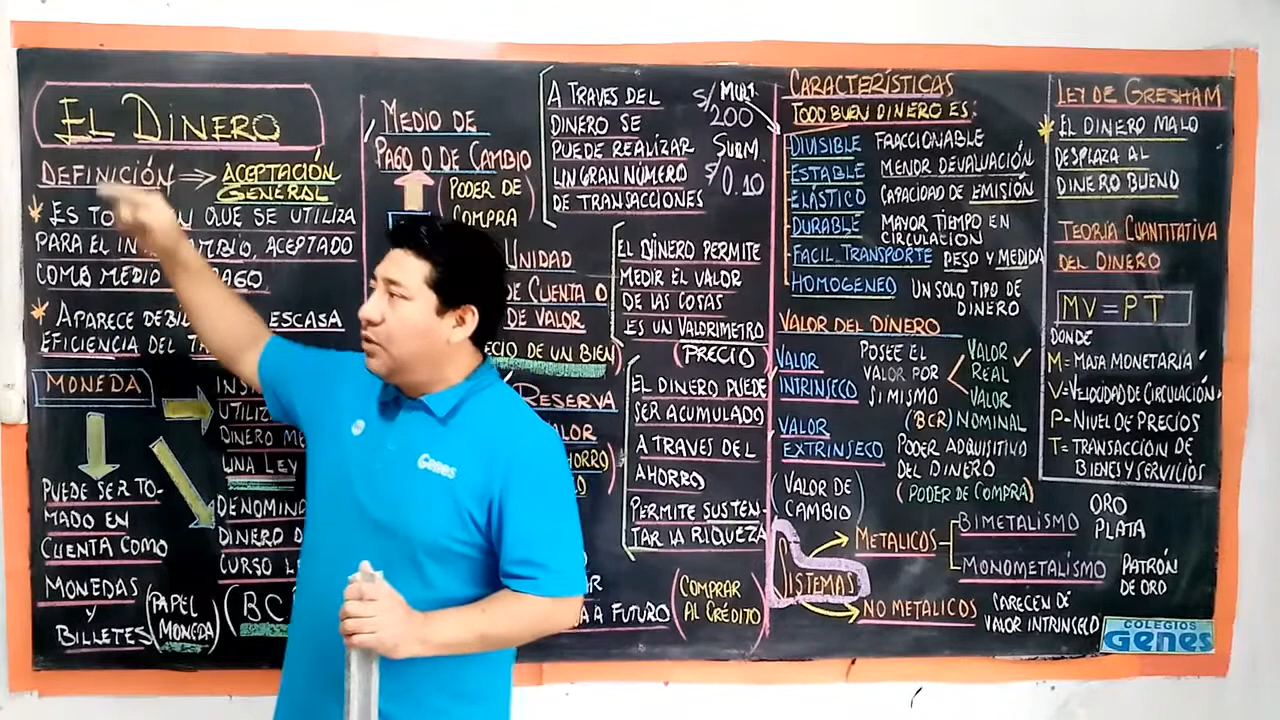 EL DINERO
DEFINICIÓN => ACEPTACIÓN
GENERAL
* ES QUE SE UTILIZA
PARA EL ACEPTADO
COMO MEDIO PAGO
* APARECE ESCASA
EFICIENCIA DEL
MONEDA
PUEDE SER TO-
MADO EN
CUENTA COMO
MONEDAS
Y
BILLETES
(PAPEL
MONEDA)
DINERO
UNA LEY
DINERO
CURSO
MEDIO DE
PAGO O DE CAMBIO
(PODER DE
COMPRA)
A TRAVES DEL
DINERO SE
PUEDE REALIZAR
UN GRAN NÚMERO
DE TRANSACCIONES
MULT.
S/200
SUBM.
S/0.10
UNIDAD
DE CUENTA O
DE VALOR
DE UN BIEN)
EL DINERO PERMITE
MEDIR EL VALOR
DE LAS COSAS
ES UN VALORIMETRO
(PRECIO)
RESERVA
EL DINERO PUEDE
SER ACUMULADO
A TRAVES DEL
AHORRO
PERMITE SUSTEN-
TAR LA RIQUEZA
A FUTURO
(COMPRAR
AL CRÉDITO)
CARACTERÍSTICAS
TODO BUEN DINERO ES:
DIVISIBLE FRACCIONABLE
ESTABLE MENOR DEVALUACIÓN
ELÁSTICO CAPACIDAD DE EMISIÓN
DURABLE MAYOR TIEMPO EN
CIRCULACION
FACIL TRANSPORTE PESO Y MEDIDA
HOMOGENEO UN SOLO TIPO DE
DINERO
VALOR DEL DINERO
VALOR
INTRINSECO
POSEE EL
VALOR POR
SI MISMO
VALOR ✓
REAL
VALOR
(BCR) NOMINAL
VALOR
EXTRINSECO
PODER ADQUISITIVO
DEL DINERO
(PODER DE COMPRA)
(VALOR DE
CAMBIO)
SISTEMAS
METALICOS
BIMETALISMO
ORO
PLATA
MONOMETALISMO
PATRÓN
DE ORO
NO METALICOS
CARECEN DE
VALOR INTRINSECO
LEY DE GRESHAM
* EL DINERO MALO
DESPLAZA AL
DINERO BUENO
TEORÍA CUANTITATIVA
DEL DINERO
MV = PT
DONDE
M = MASA MONETARIA
V = VELOCIDAD DE CIRCULACIÓN
P = NIVEL DE PRECIOS
T = TRANSACCIÓN DE
BIENES Y SERVICIOS
COLEGIOS
Genes
Genes